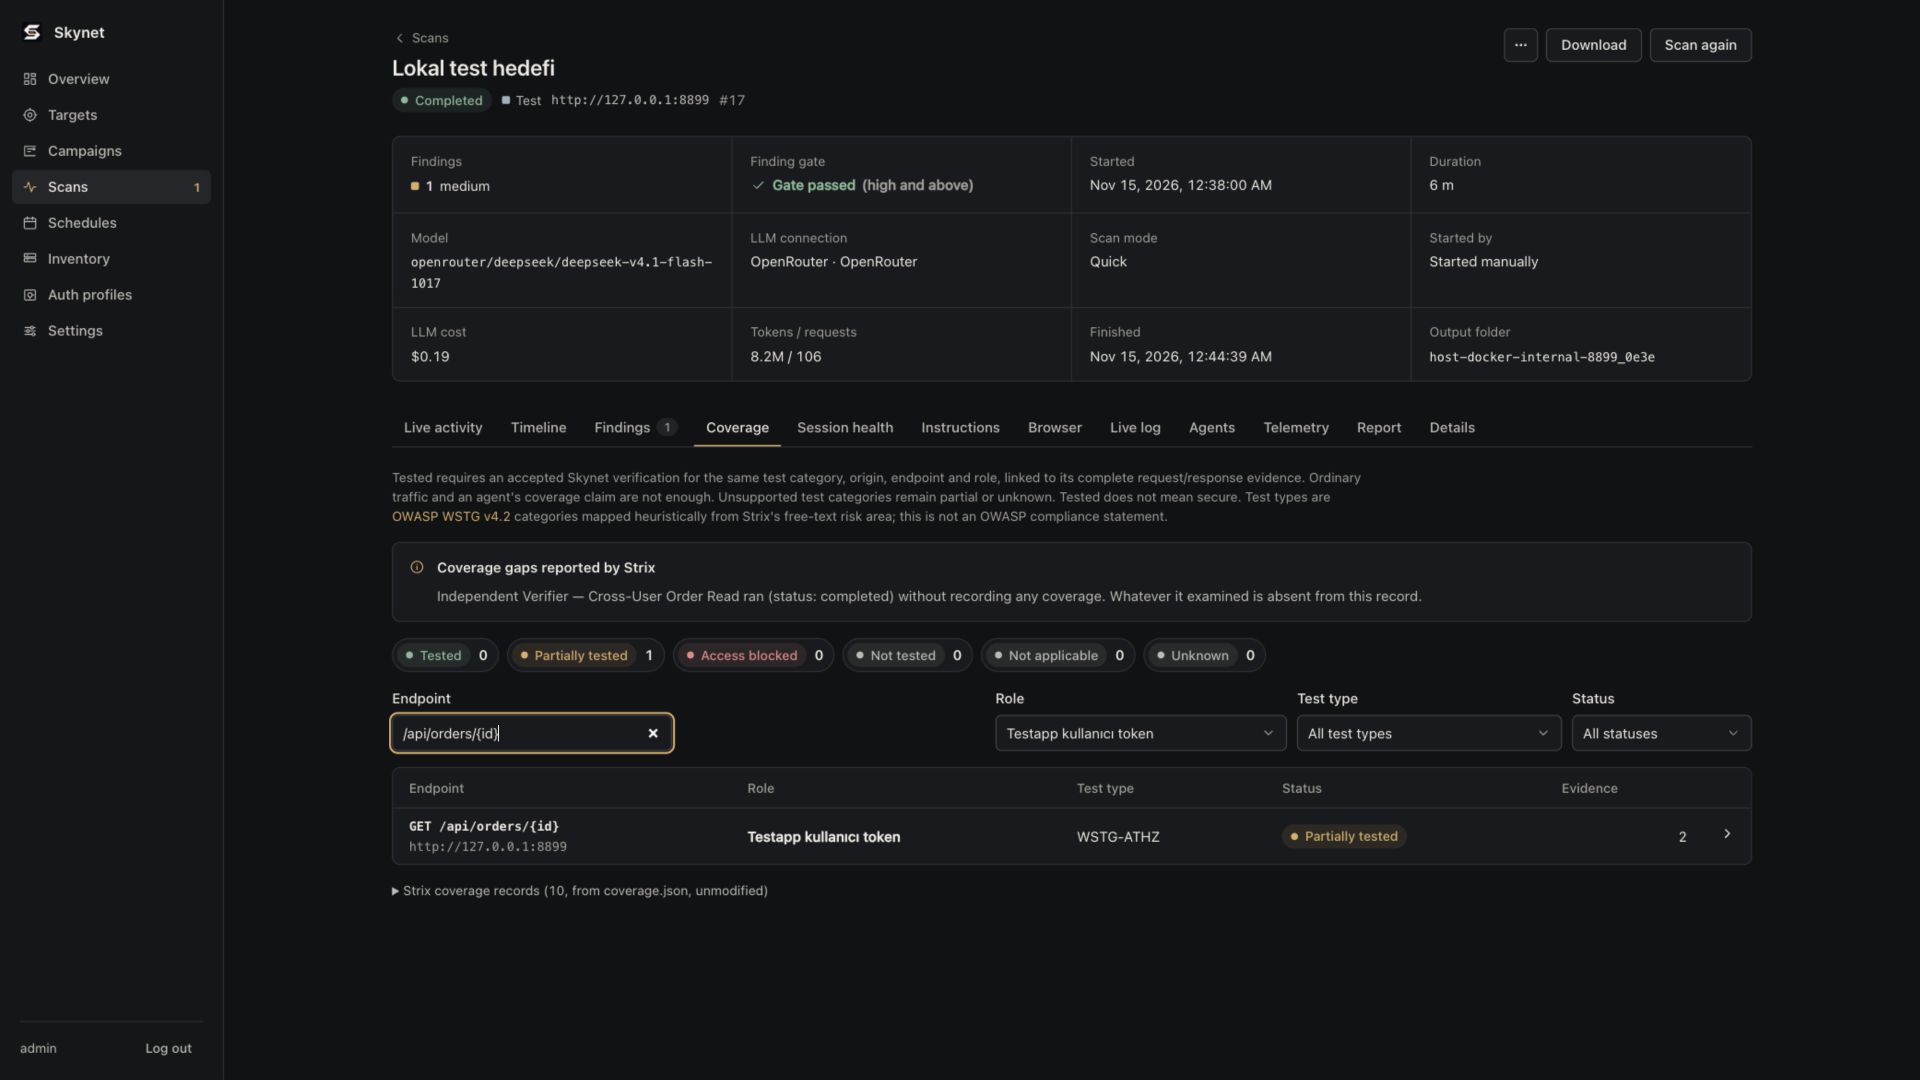 Skynet
Overview
Targets
Campaigns
Scans 1
Schedules
Inventory
Auth profiles
Settings
admin
Log out
Scans
Lokal test hedefi
Completed Test http://127.0.0.1:8899 #17
... Download Scan again
Findings
1 medium
Finding gate
Gate passed (high and above)
Started
Nov 15, 2026, 12:38:00 AM
Duration
6 m
Model
openrouter/deepseek/deepseek-v4.1-flash-
1017
LLM connection
OpenRouter · OpenRouter
Scan mode
Quick
Started by
Started manually
LLM cost
$0.19
Tokens / requests
8.2M / 106
Finished
Nov 15, 2026, 12:44:39 AM
Output folder
host-docker-internal-8899_0e3e
Live activity Timeline Findings 1 Coverage Session health Instructions Browser Live log Agents Telemetry Report Details
Tested requires an accepted Skynet verification for the same test category, origin, endpoint and role, linked to its complete request/response evidence. Ordinary
traffic and an agent's coverage claim are not enough. Unsupported test categories remain partial or unknown. Tested does not mean secure. Test types are
OWASP WSTG v4.2 categories mapped heuristically from Strix's free-text risk area; this is not an OWASP compliance statement.
Coverage gaps reported by Strix
Independent Verifier — Cross-User Order Read ran (status: completed) without recording any coverage. Whatever it examined is absent from this record.
Tested 0 Partially tested 1 Access blocked 0 Not tested 0 Not applicable 0 Unknown 0
Endpoint
/api/orders/{id}
Role
Testapp kullanıcı token
Test type
All test types
Status
All statuses
Endpoint Role Test type Status Evidence
GET /api/orders/{id}
http://127.0.0.1:8899
Testapp kullanıcı token WSTG-ATHZ Partially tested 2
Strix coverage records (10, from coverage.json, unmodified)